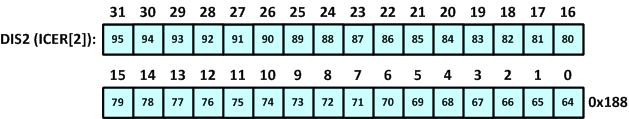 31 30 29 28 27 26 25 24 23 22 21 20 19 18 17 16
DIS2 (ICER[2]): 95 94 93 92 91 90 89 88 87 86 85 84 83 82 81 80
15 14 13 12 11 10 9 8 7 6 5 4 3 2 1 0
79 78 77 76 75 74 73 72 71 70 69 68 67 66 65 64 0x188